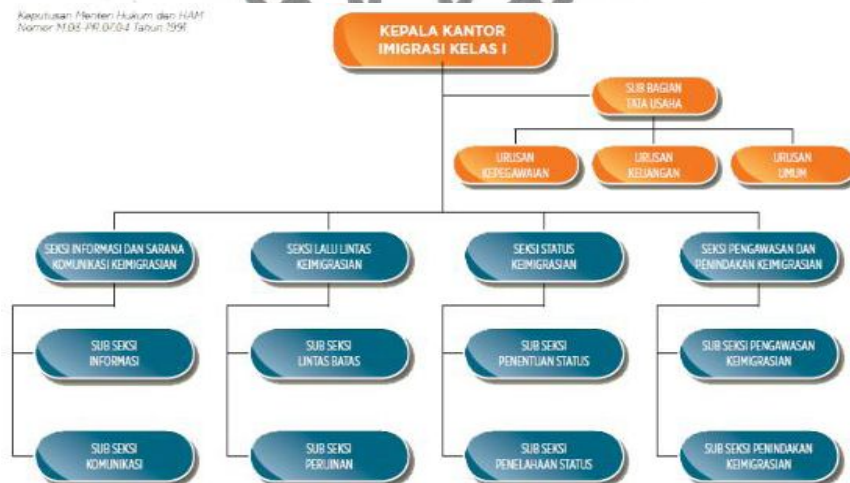 Keputusan Menteri Hukum dan HAM
Nomor M.03-PR.07.04 Tahun 1991
KEPALA KANTOR
IMIGRASI KELAS I
SUB BAGIAN
TATA USAHA
URUSAN
KEPEGAWAIAN
URUSAN
KEUANGAN
URUSAN
UMUM
SEKSI INFORMASI DAN SARANA
KOMUNIKASI KEIMIGRASIAN
SEKSI LALU LINTAS
KEIMIGRASIAN
SEKSI STATUS
KEIMIGRASIAN
SEKSI PENGAWASAN DAN
PENINDAKAN KEIMIGRASIAN
SUB SEKSI
INFORMASI
SUB SEKSI
LINTAS BATAS
SUB SEKSI
PENENTUAN STATUS
SUB SEKSI PENGAWASAN
KEIMIGRASIAN
SUB SEKSI
KOMUNIKASI
SUB SEKSI
PERIJINAN
SUB SEKSI
PENELAHAAN STATUS
SUB SEKSI PENINDAKAN
KEIMIGRASIAN